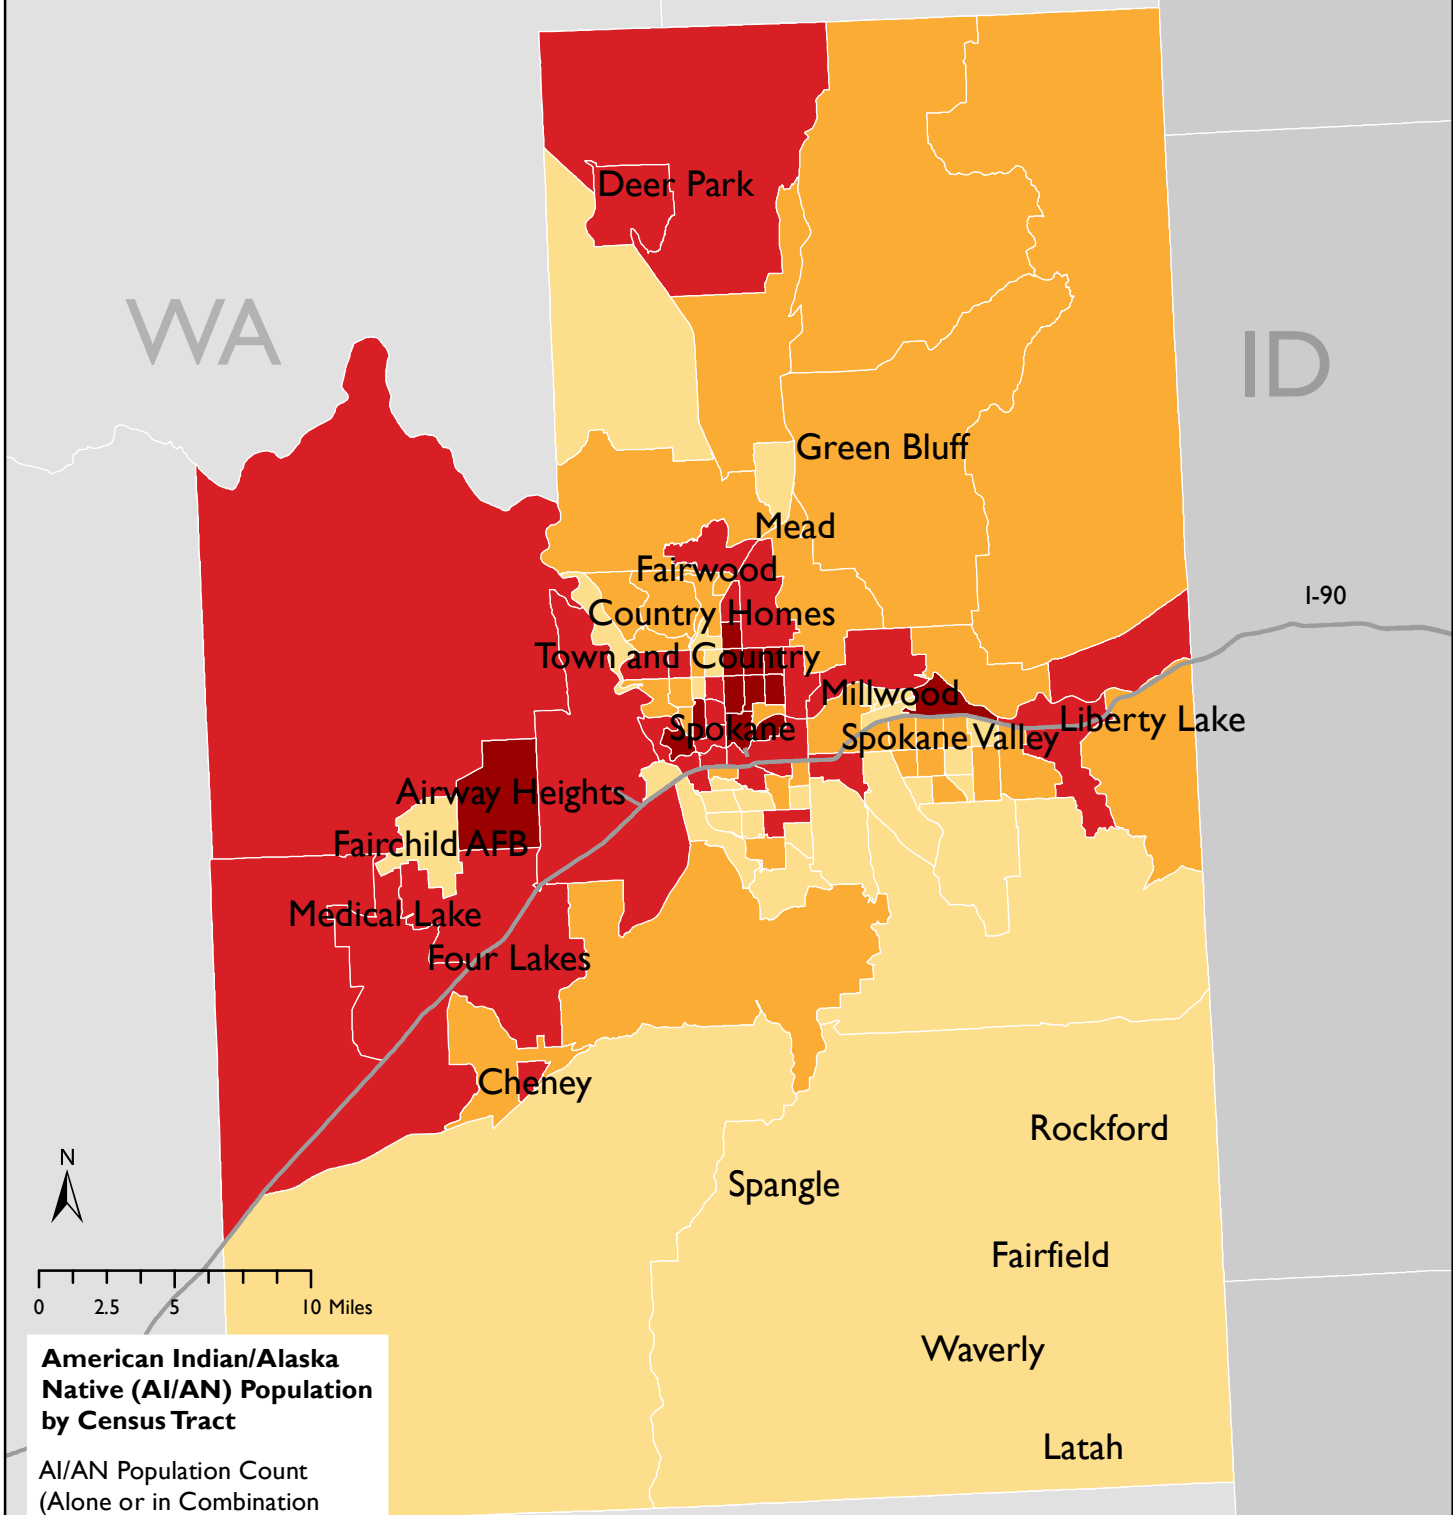 Deer Park
WA
ID
Green Bluff
Mead
Fairwood
I-90
Country Homes
Town and Country
Millwood
Liberty Lake
Spokane
Spokane Valley
Airway Heights
Fairchild AFB
Medical Lake
Four Lakes
Cheney
Rockford
N
Spangle
Fairfield
0 2.5 5 10 Miles
Waverly
American Indian/Alaska
Native (AI/AN) Population
by Census Tract
Latah
AI/AN Population Count
(Alone or in Combination